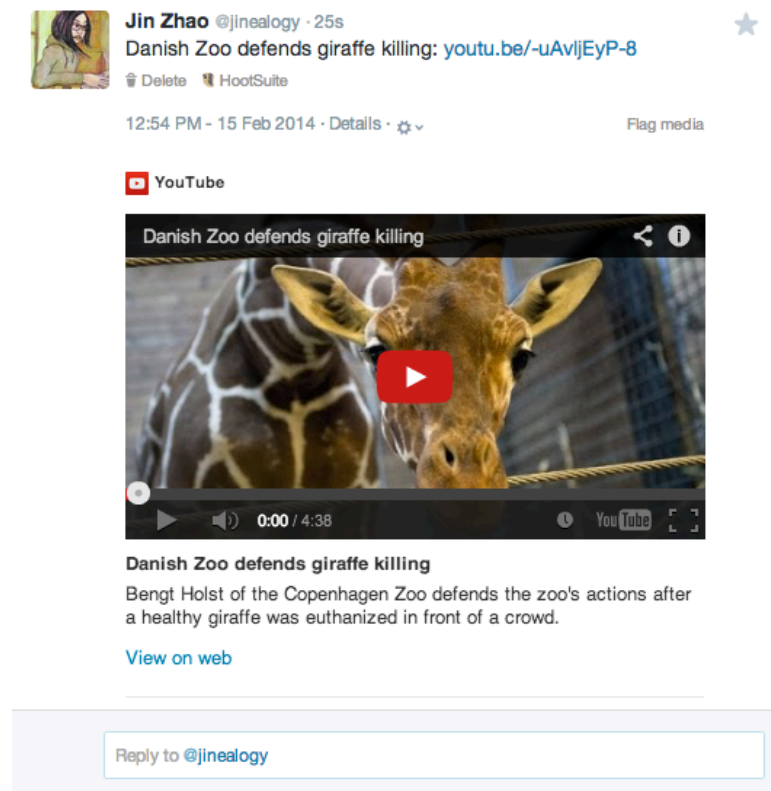 Jin Zhao @jinealogy · 25s
Danish Zoo defends giraffe killing: youtu.be/-uAvljEyP-8
Delete HootSuite
12:54 PM - 15 Feb 2014 · Details ·
Flag media
YouTube
Danish Zoo defends giraffe killing
0:00 / 4:38
YouTube
Danish Zoo defends giraffe killing
Bengt Holst of the Copenhagen Zoo defends the zoo's actions after
a healthy giraffe was euthanized in front of a crowd.
View on web
Reply to @jinealogy